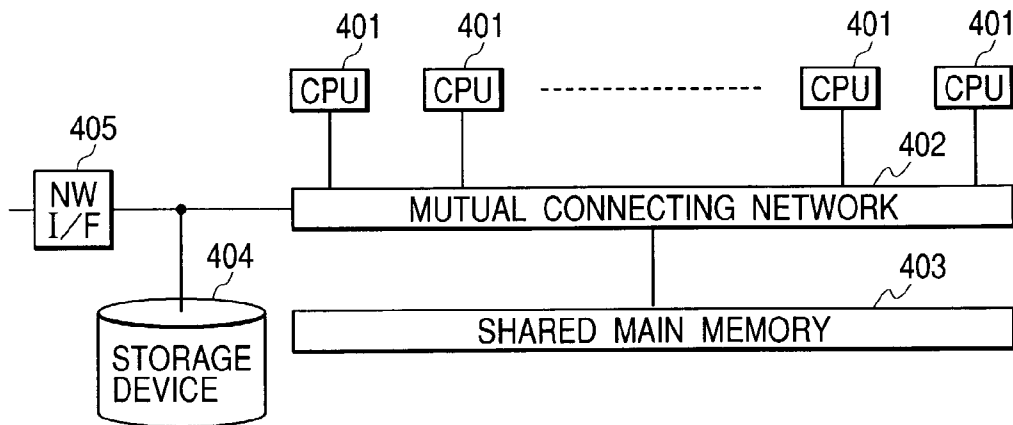 401 401 401 401
CPU CPU CPU CPU
405
NW
I/F
402
MUTUAL CONNECTING NETWORK
404
STORAGE
DEVICE
403
SHARED MAIN MEMORY